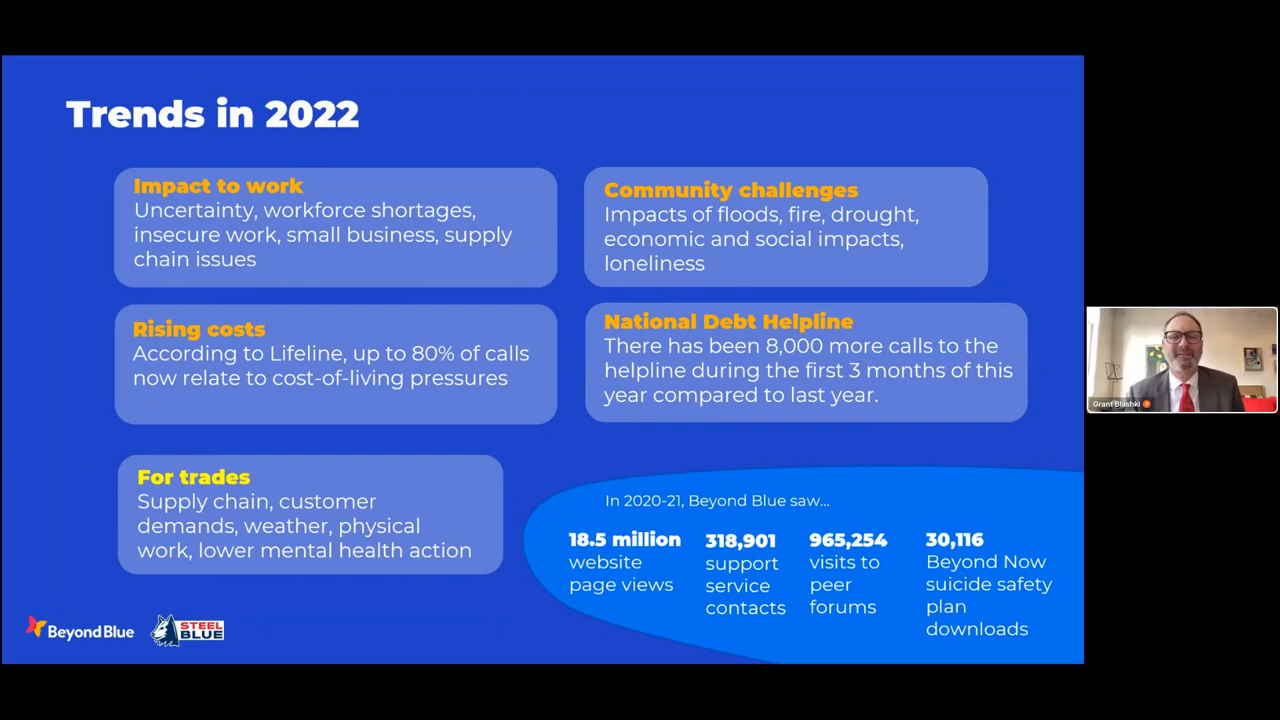 Trends in 2022
Impact to work
Uncertainty, workforce shortages,
insecure work, small business, supply
chain issues
Community challenges
Impacts of floods, fire, drought,
economic and social impacts,
loneliness
Rising costs
According to Lifeline, up to 80% of calls
now relate to cost-of-living pressures
National Debt Helpline
There has been 8,000 more calls to the
helpline during the first 3 months of this
year compared to last year.
For trades
Supply chain, customer
demands, weather, physical
work, lower mental health action
In 2020-21, Beyond Blue saw...
18.5 million
website
page views
318,901
support
service
contacts
965,254
visits to
peer
forums
30,116
Beyond Now
suicide safety
plan
downloads
Beyond Blue
STEEL
BLUE
Grant Blashki